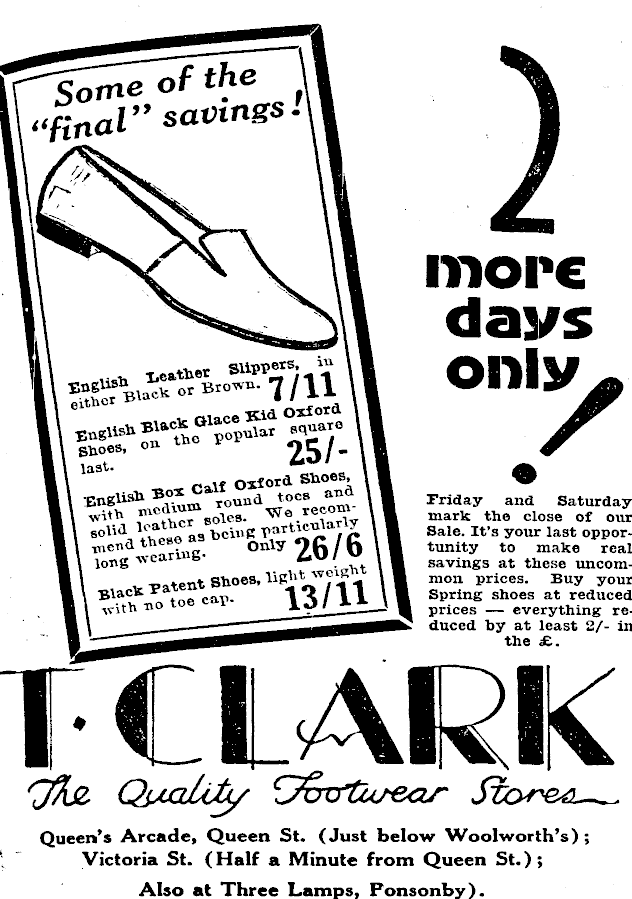 Some of the
"final" savings!
English Leather Slippers, in
either Black or Brown. 7/11
English Black Glace Kid Oxford
Shoes, on the popular square
last. 25/-
English Box Calf Oxford Shoes,
with medium round toes and
solid leather soles. We recom-
mend these as being particularly
long wearing. Only 26/6
Black Patent Shoes, light weight
with no toe cap. 13/11
2
more
days
only
!
Friday and Saturday
mark the close of our
Sale. It's your last oppor-
tunity to make real
savings at these uncom-
mon prices. Buy your
Spring shoes at reduced
prices — everything re-
duced by at least 2/- in
the £.
T·CLARK
The Quality Footwear Stores
Queen's Arcade, Queen St. (Just below Woolworth's);
Victoria St. (Half a Minute from Queen St.);
Also at Three Lamps, Ponsonby).